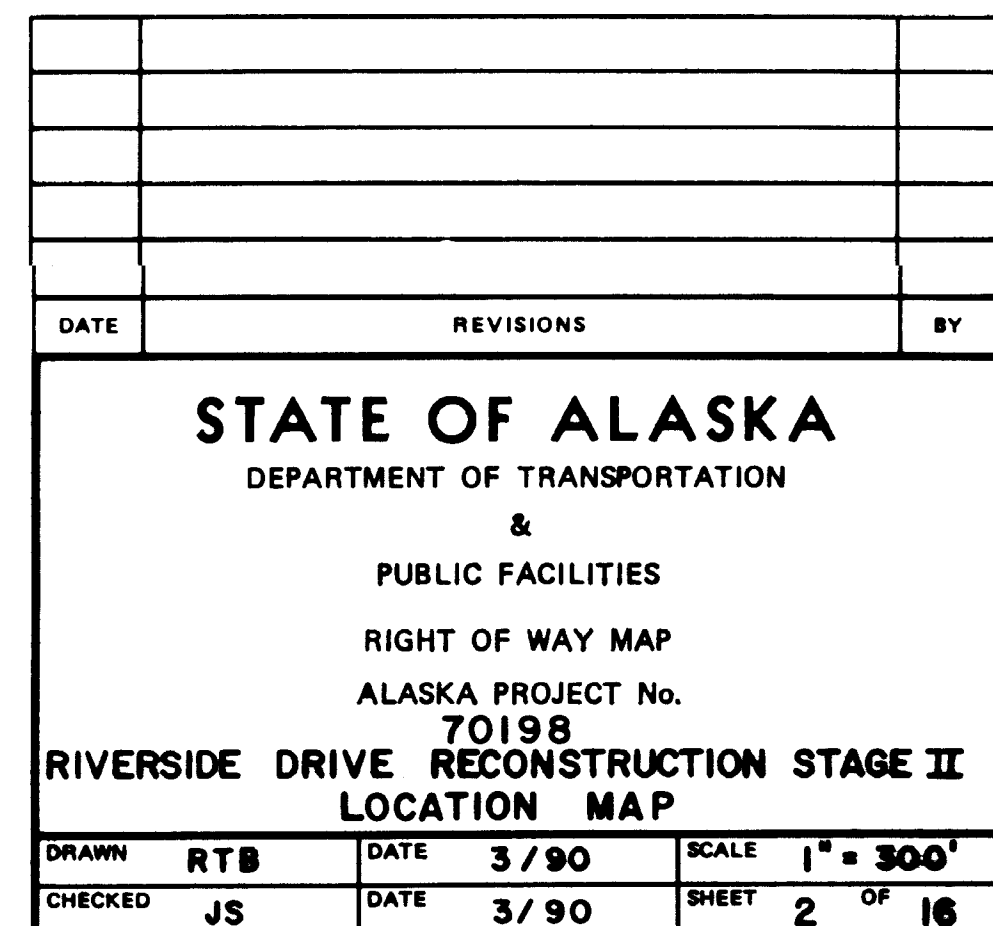 DATE REVISIONS BY
STATE OF ALASKA
DEPARTMENT OF TRANSPORTATION
&
PUBLIC FACILITIES
RIGHT OF WAY MAP
ALASKA PROJECT No.
70198
RIVERSIDE DRIVE RECONSTRUCTION STAGE II
LOCATION MAP
DRAWN RTB DATE 3/90 SCALE 1" = 300'
CHECKED JS DATE 3/90 SHEET 2 OF 16